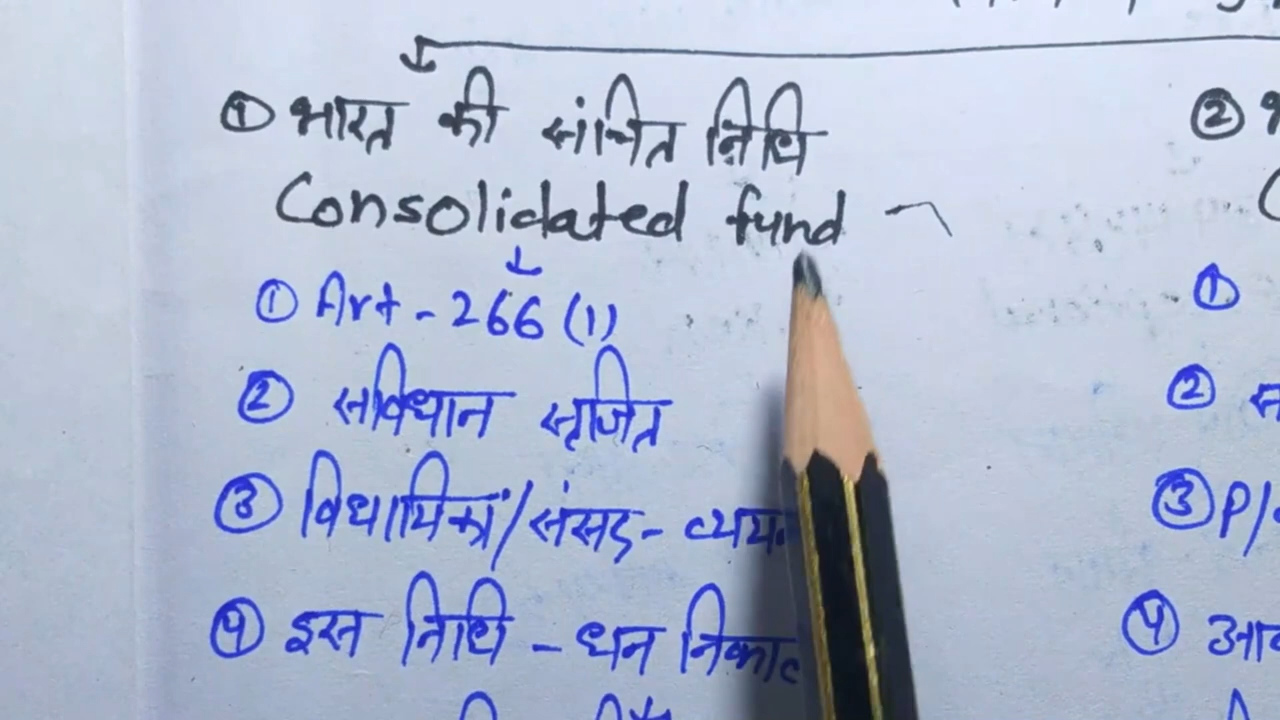 ① भारत की संचित निधि
Consolidated fund
① Art - 266 (1)
② सविधान सृजित
③ विधायिका/संसद -
④ इस निधि - धन
②
①
②
③ P/
④